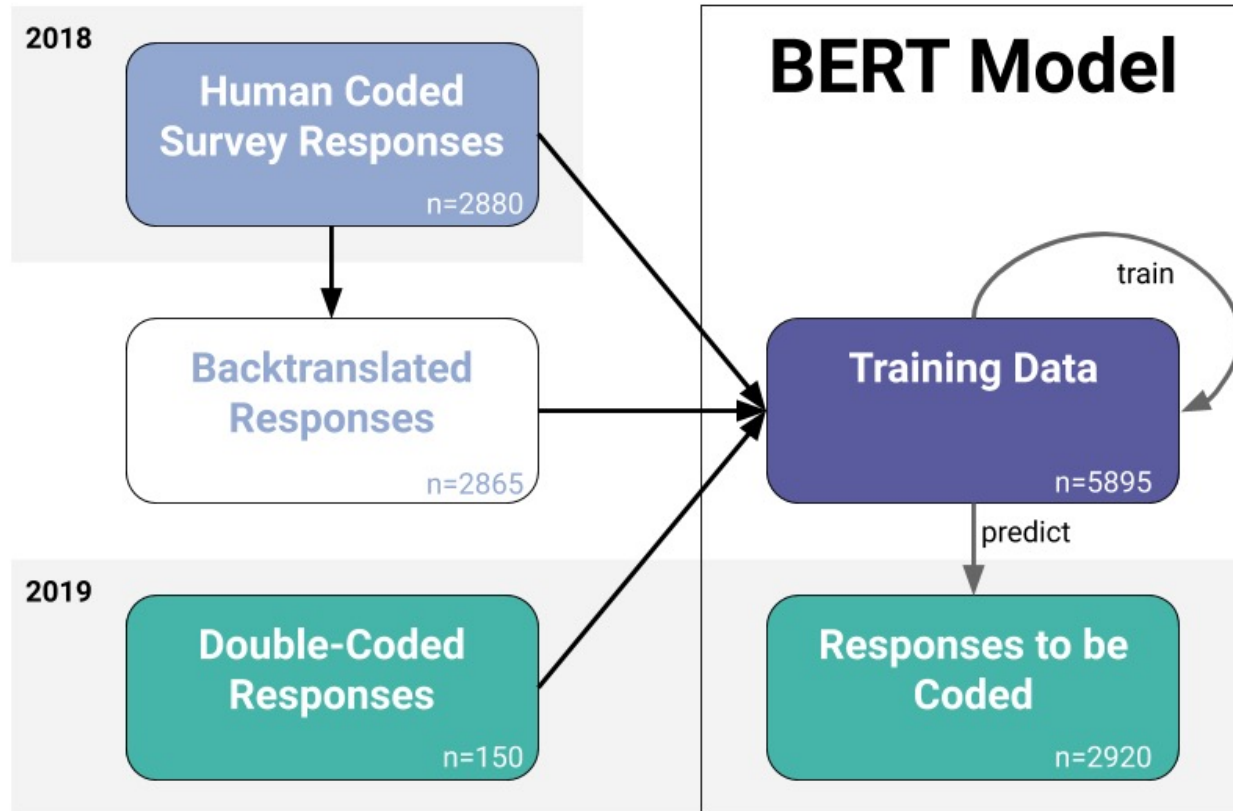 2018
Human Coded
Survey Responses
n=2880
BERT Model
Backtranslated
Responses
n=2865
train
Training Data
n=5895
predict
2019
Double-Coded
Responses
n=150
Responses to be
Coded
n=2920